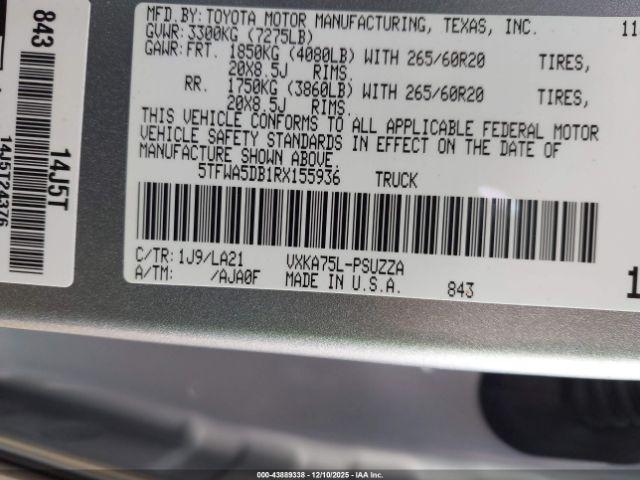 MFD.BY:TOYOTA MOTOR MANUFACTURING, TEXAS, INC.
GVWR: 3300KG (7275LB)
GAWR:FRT. 1850KG (4080LB) WITH 265/60R20 TIRES,
20X8.5J RIMS,
RR. 1750KG (3860LB) WITH 265/60R20 TIRES,
20X8.5J RIMS.
THIS VEHICLE CONFORMS TO ALL APPLICABLE FEDERAL MOTOR
VEHICLE SAFETY STANDARDS IN EFFECT ON THE DATE OF
MANUFACTURE SHOWN ABOVE.
5TFWA5DB1RX155936 TRUCK
C/TR:1J9/LA21 VXKA75L-PSUZZA
A/TM: /AJA0F MADE IN U.S.A. 843
843
14J5T
14J5T24376
000-43889338 - 12/10/2025 - IAAI.CA